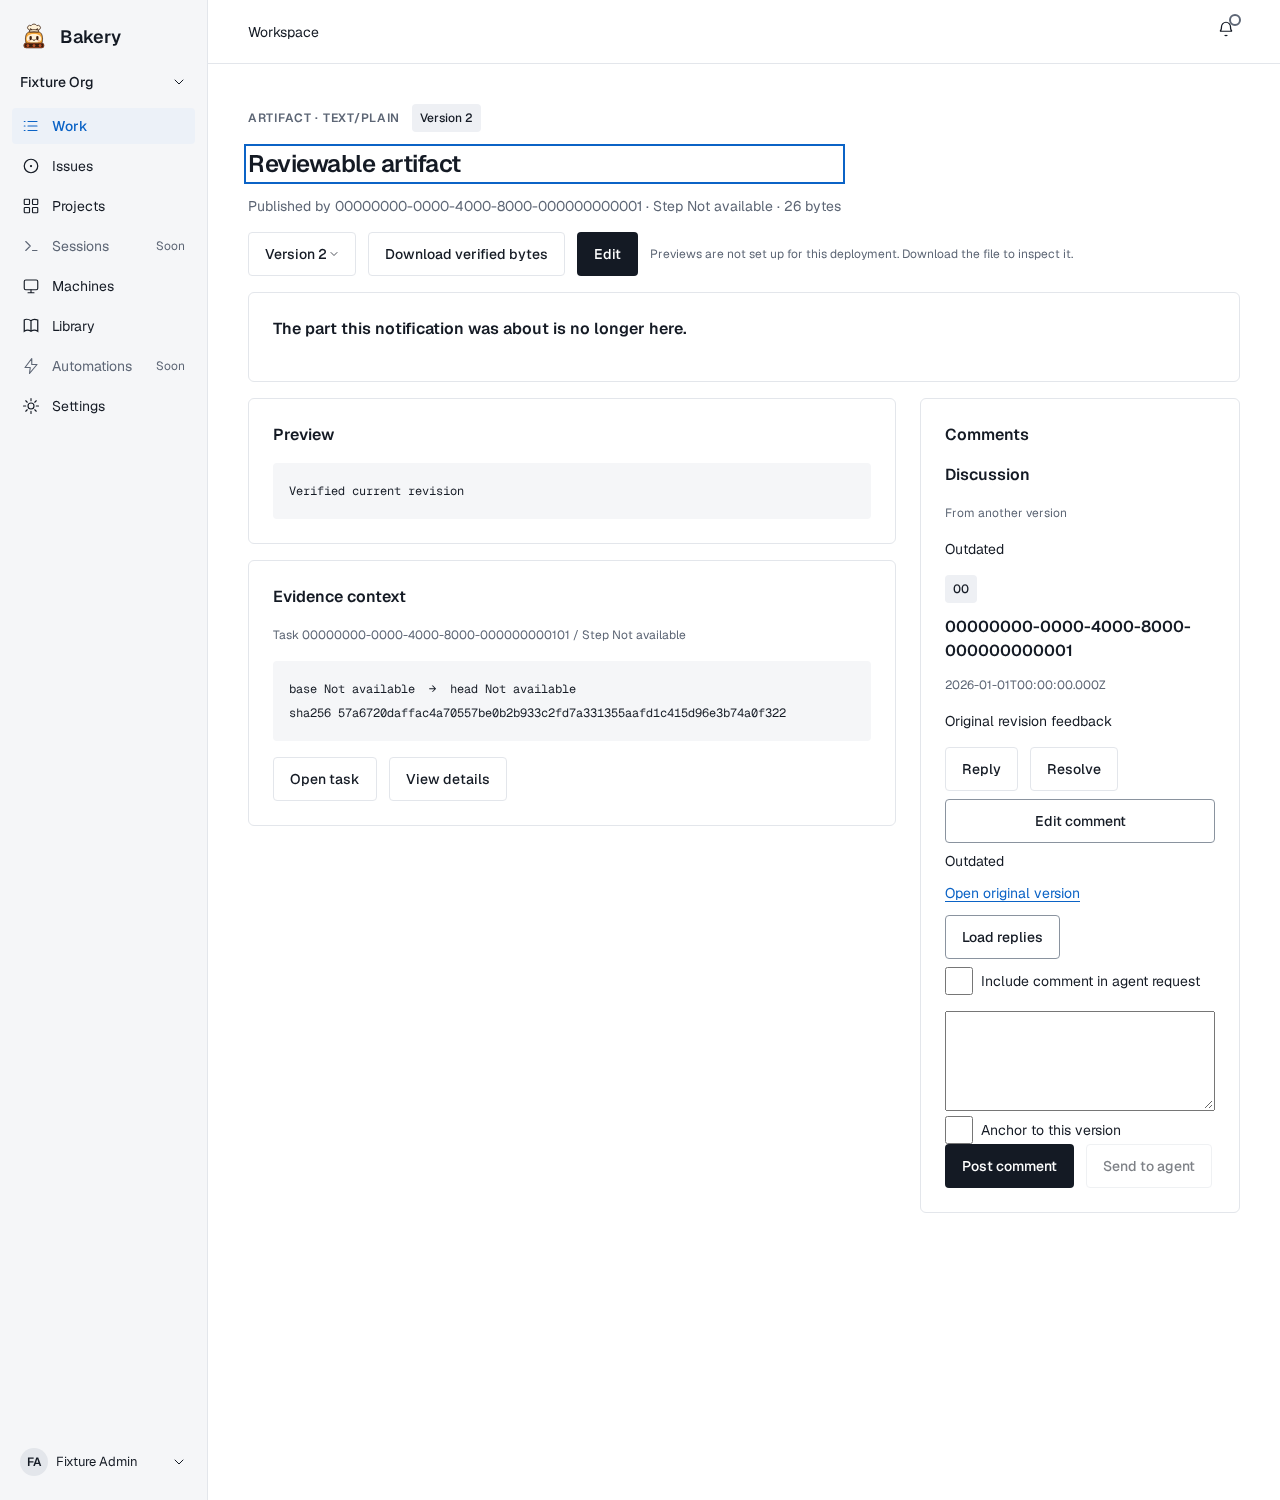 Bakery
Fixture Org
Work
Issues
Projects
Sessions Soon
Machines
Library
Automations Soon
Settings
FA Fixture Admin
Workspace
ARTIFACT · TEXT/PLAIN Version 2
Reviewable artifact
Published by 00000000-0000-4000-8000-000000000001 · Step Not available · 26 bytes
Version 2 Download verified bytes Edit Previews are not set up for this deployment. Download the file to inspect it.
The part this notification was about is no longer here.
Preview
Verified current revision
Evidence context
Task 00000000-0000-4000-8000-000000000101 / Step Not available
base Not available → head Not available
sha256 57a6720daffac4a70557be0b2b933c2fd7a331355aafd1c415d96e3b74a0f322
Open task View details
Comments
Discussion
From another version
Outdated
00
00000000-0000-4000-8000-
000000000001
2026-01-01T00:00:00.000Z
Original revision feedback
Reply Resolve
Edit comment
Outdated
Open original version
Load replies
Include comment in agent request
Anchor to this version
Post comment Send to agent